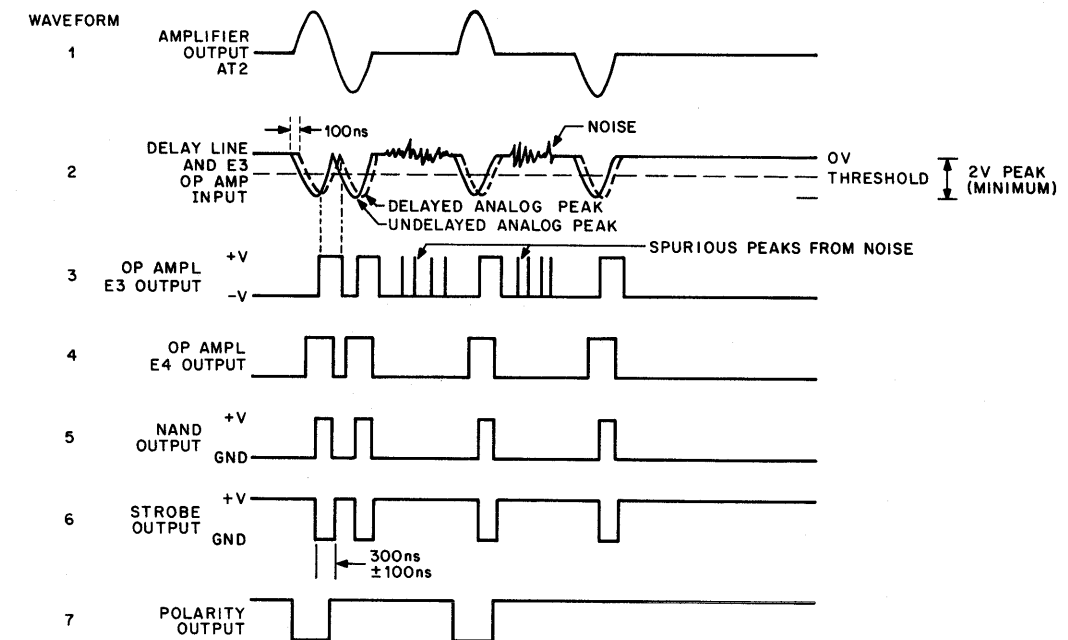 WAVEFORM
1
AMPLIFIER
OUTPUT
AT2
100ns
NOISE
2
DELAY LINE
AND E3
OP AMP
INPUT
0V
THRESHOLD
2V PEAK
(MINIMUM)
DELAYED ANALOG PEAK
UNDELAYED ANALOG PEAK
SPURIOUS PEAKS FROM NOISE
3
OP AMPL
E3 OUTPUT
+V
-V
4
OP AMPL
E4 OUTPUT
5
NAND
OUTPUT
+V
GND
6
STROBE
OUTPUT
+V
GND
300ns
±100ns
7
POLARITY
OUTPUT